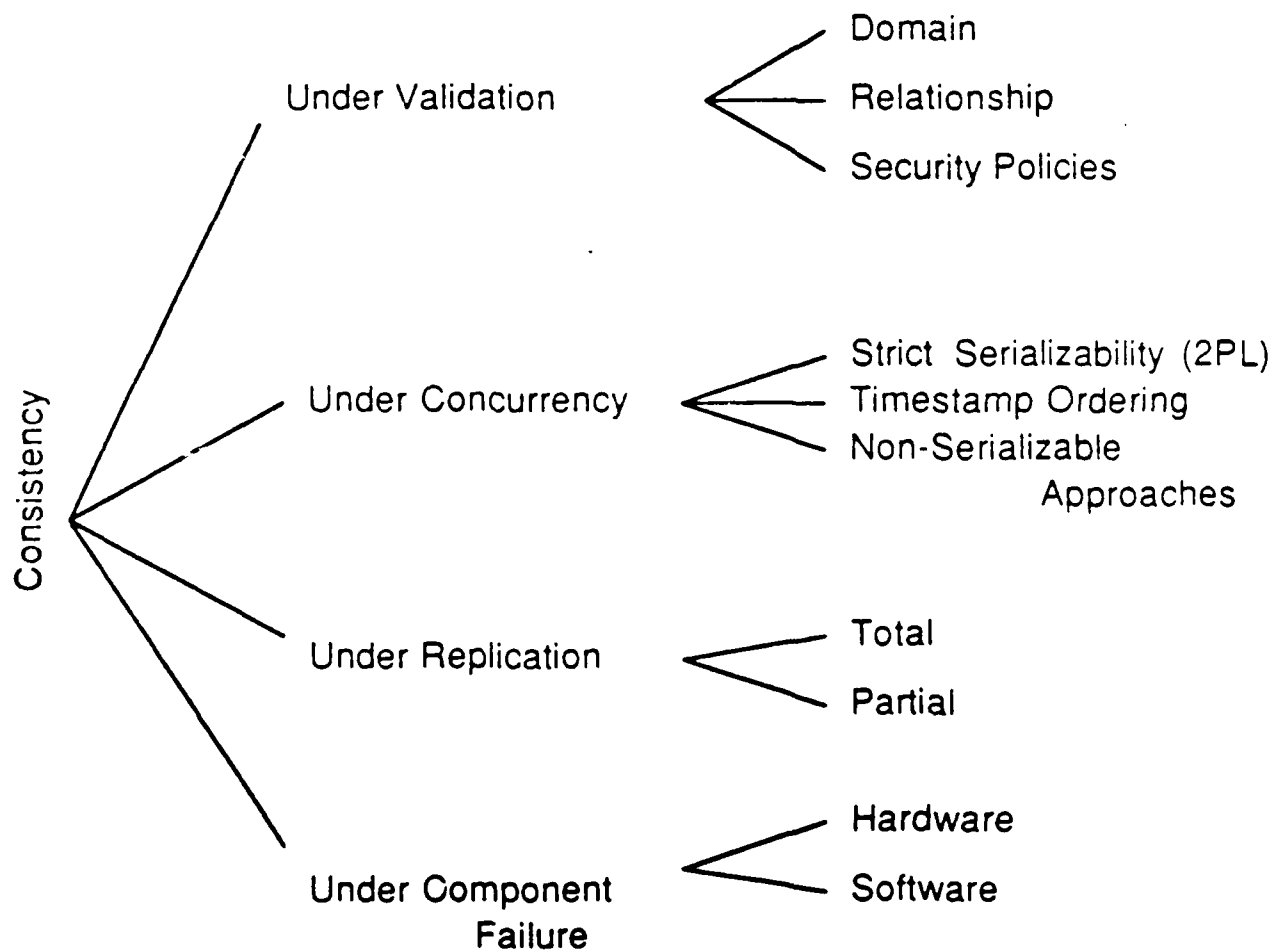 Consistency
Under Validation
Domain
Relationship
Security Policies
Under Concurrency
Strict Serializability (2PL)
Timestamp Ordering
Non-Serializable
Approaches
Under Replication
Total
Partial
Under Component
Failure
Hardware
Software